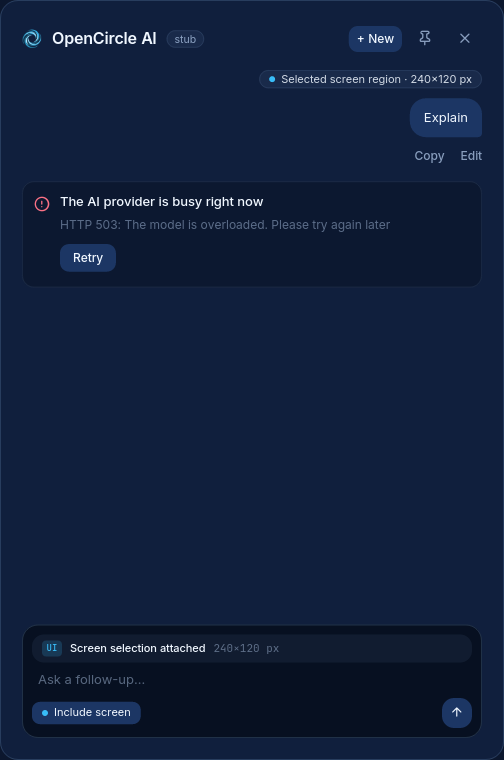 OpenCircle AI stub + New
Selected screen region · 240×120 px
Explain
Copy Edit
The AI provider is busy right now
HTTP 503: The model is overloaded. Please try again later
Retry
UI Screen selection attached 240×120 px
Ask a follow-up...
Include screen